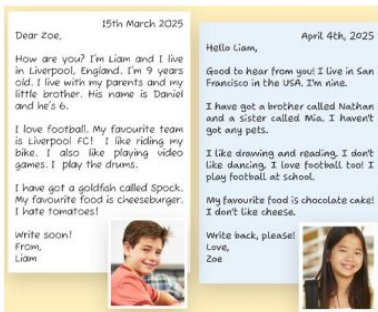 15th March 2025
Dear Zoe,
How are you? I'm Liam and I live
in Liverpool, England. I'm 9 years
old. I live with my parents and my
little brother. His name is Daniel
and he's 6.
I love football. My favourite team
is Liverpool FC! I like riding my
bike. I also like playing video
games. I play the drums.
I have got a goldfish called Spock.
My favourite food is cheeseburger.
I hate tomatoes!
Write soon!
From,
Liam
April 4th, 2025
Hello Liam,
Good to hear from you! I live in San
Francisco in the USA. I'm nine.
I have got a brother called Nathan
and a sister called Mia. I haven't
got any pets.
I like drawing and reading. I don't
like dancing. I love football too! I
play football at school.
My favourite food is chocolate cake!
I don't like cheese.
Write back, please!
Love,
Zoe